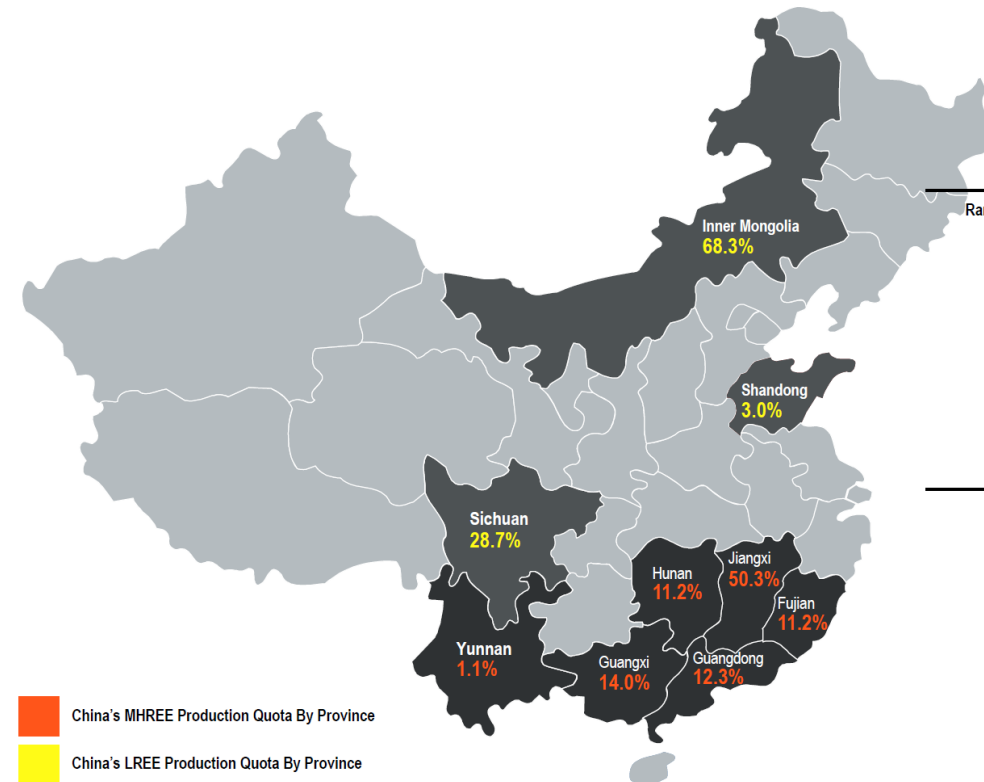 Ran
Inner Mongolia
68.3%
Shandong
3.0%
Sichuan
28.7%
Jiangxi
50.3%
Hunan
11.2%
Fujian
11.2%
Yunnan
1.1%
Guangxi
14.0%
Guangdong
12.3%
China's MHREE Production Quota By Province
China's LREE Production Quota By Province